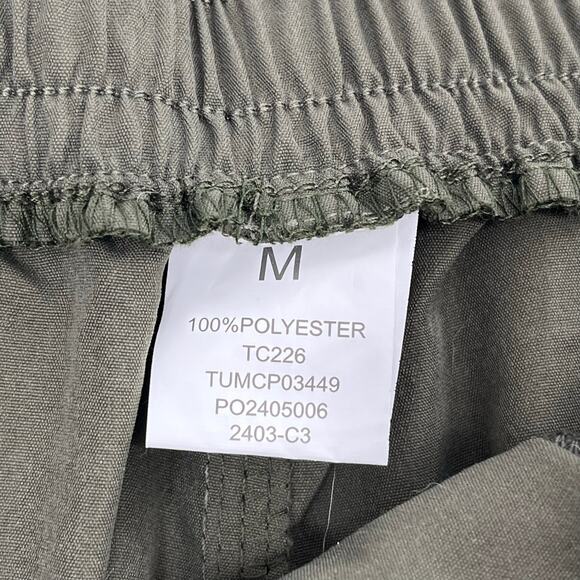 M
100%POLYESTER
TC226
TUMCP03449
PO2405006
2403-C3